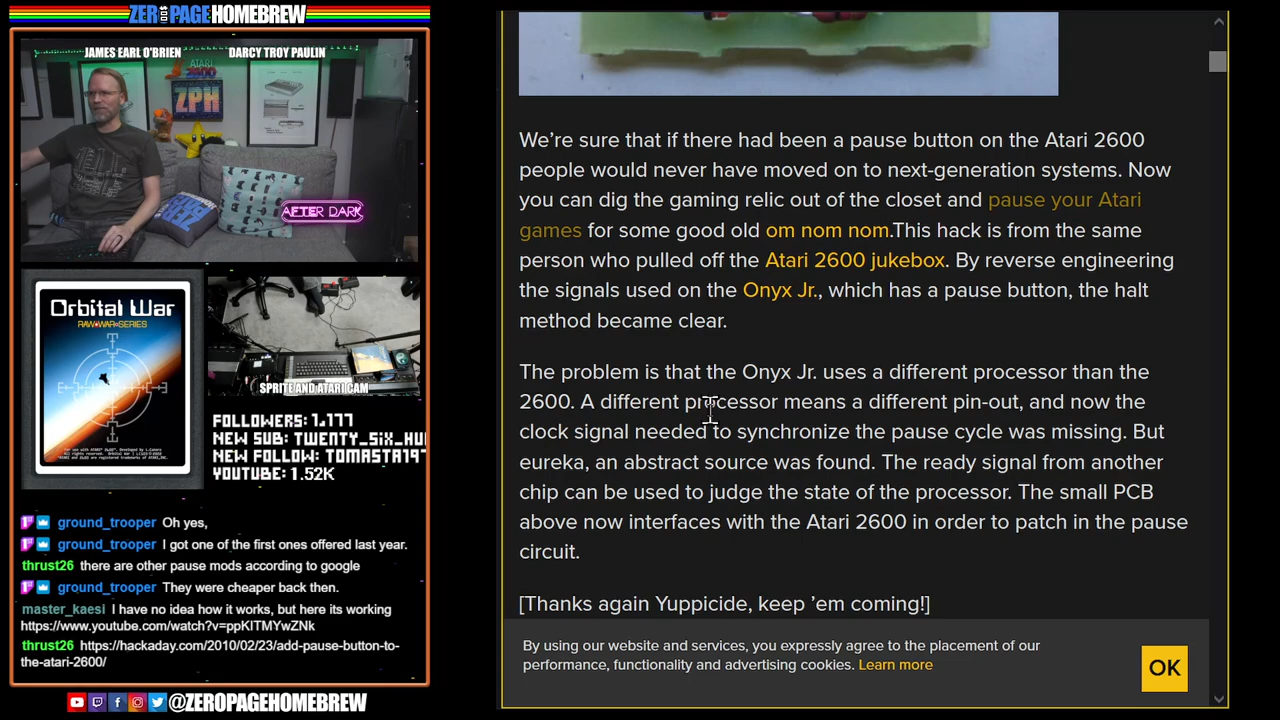 ZEROPAGE HOMEBREW
JAMES EARL O'BRIEN
DARCY TROY PAULIN
ATARI
2600
ZPH
AFTER DARK
Orbital War
RAW-WAR-SERIES
SPRITE AND ATARI CAM
FOLLOWERS: 1,177
NEW SUB: TWENTY_SIX_HU
NEW FOLLOW: TOMASTA197
YOUTUBE: 1.52K
ground_trooper Oh yes,
ground_trooper I got one of the first ones offered last year.
thrust26 there are other pause mods according to google
ground_trooper They were cheaper back then.
master_kaesi I have no idea how it works, but here its working
https://www.youtube.com/watch?v=ppKITMYwZNk
thrust26 https://hackaday.com/2010/02/23/add-pause-button-to-
the-atari-2600/
@ZEROPAGEHOMEBREW
We’re sure that if there had been a pause button on the Atari 2600
people would never have moved on to next-generation systems. Now
you can dig the gaming relic out of the closet and pause your Atari
games for some good old om nom nom.This hack is from the same
person who pulled off the Atari 2600 jukebox. By reverse engineering
the signals used on the Onyx Jr., which has a pause button, the halt
method became clear.
The problem is that the Onyx Jr. uses a different processor than the
2600. A different processor means a different pin-out, and now the
clock signal needed to synchronize the pause cycle was missing. But
eureka, an abstract source was found. The ready signal from another
chip can be used to judge the state of the processor. The small PCB
above now interfaces with the Atari 2600 in order to patch in the pause
circuit.
[Thanks again Yuppicide, keep ’em coming!]
By using our website and services, you expressly agree to the placement of our
performance, functionality and advertising cookies. Learn more
OK